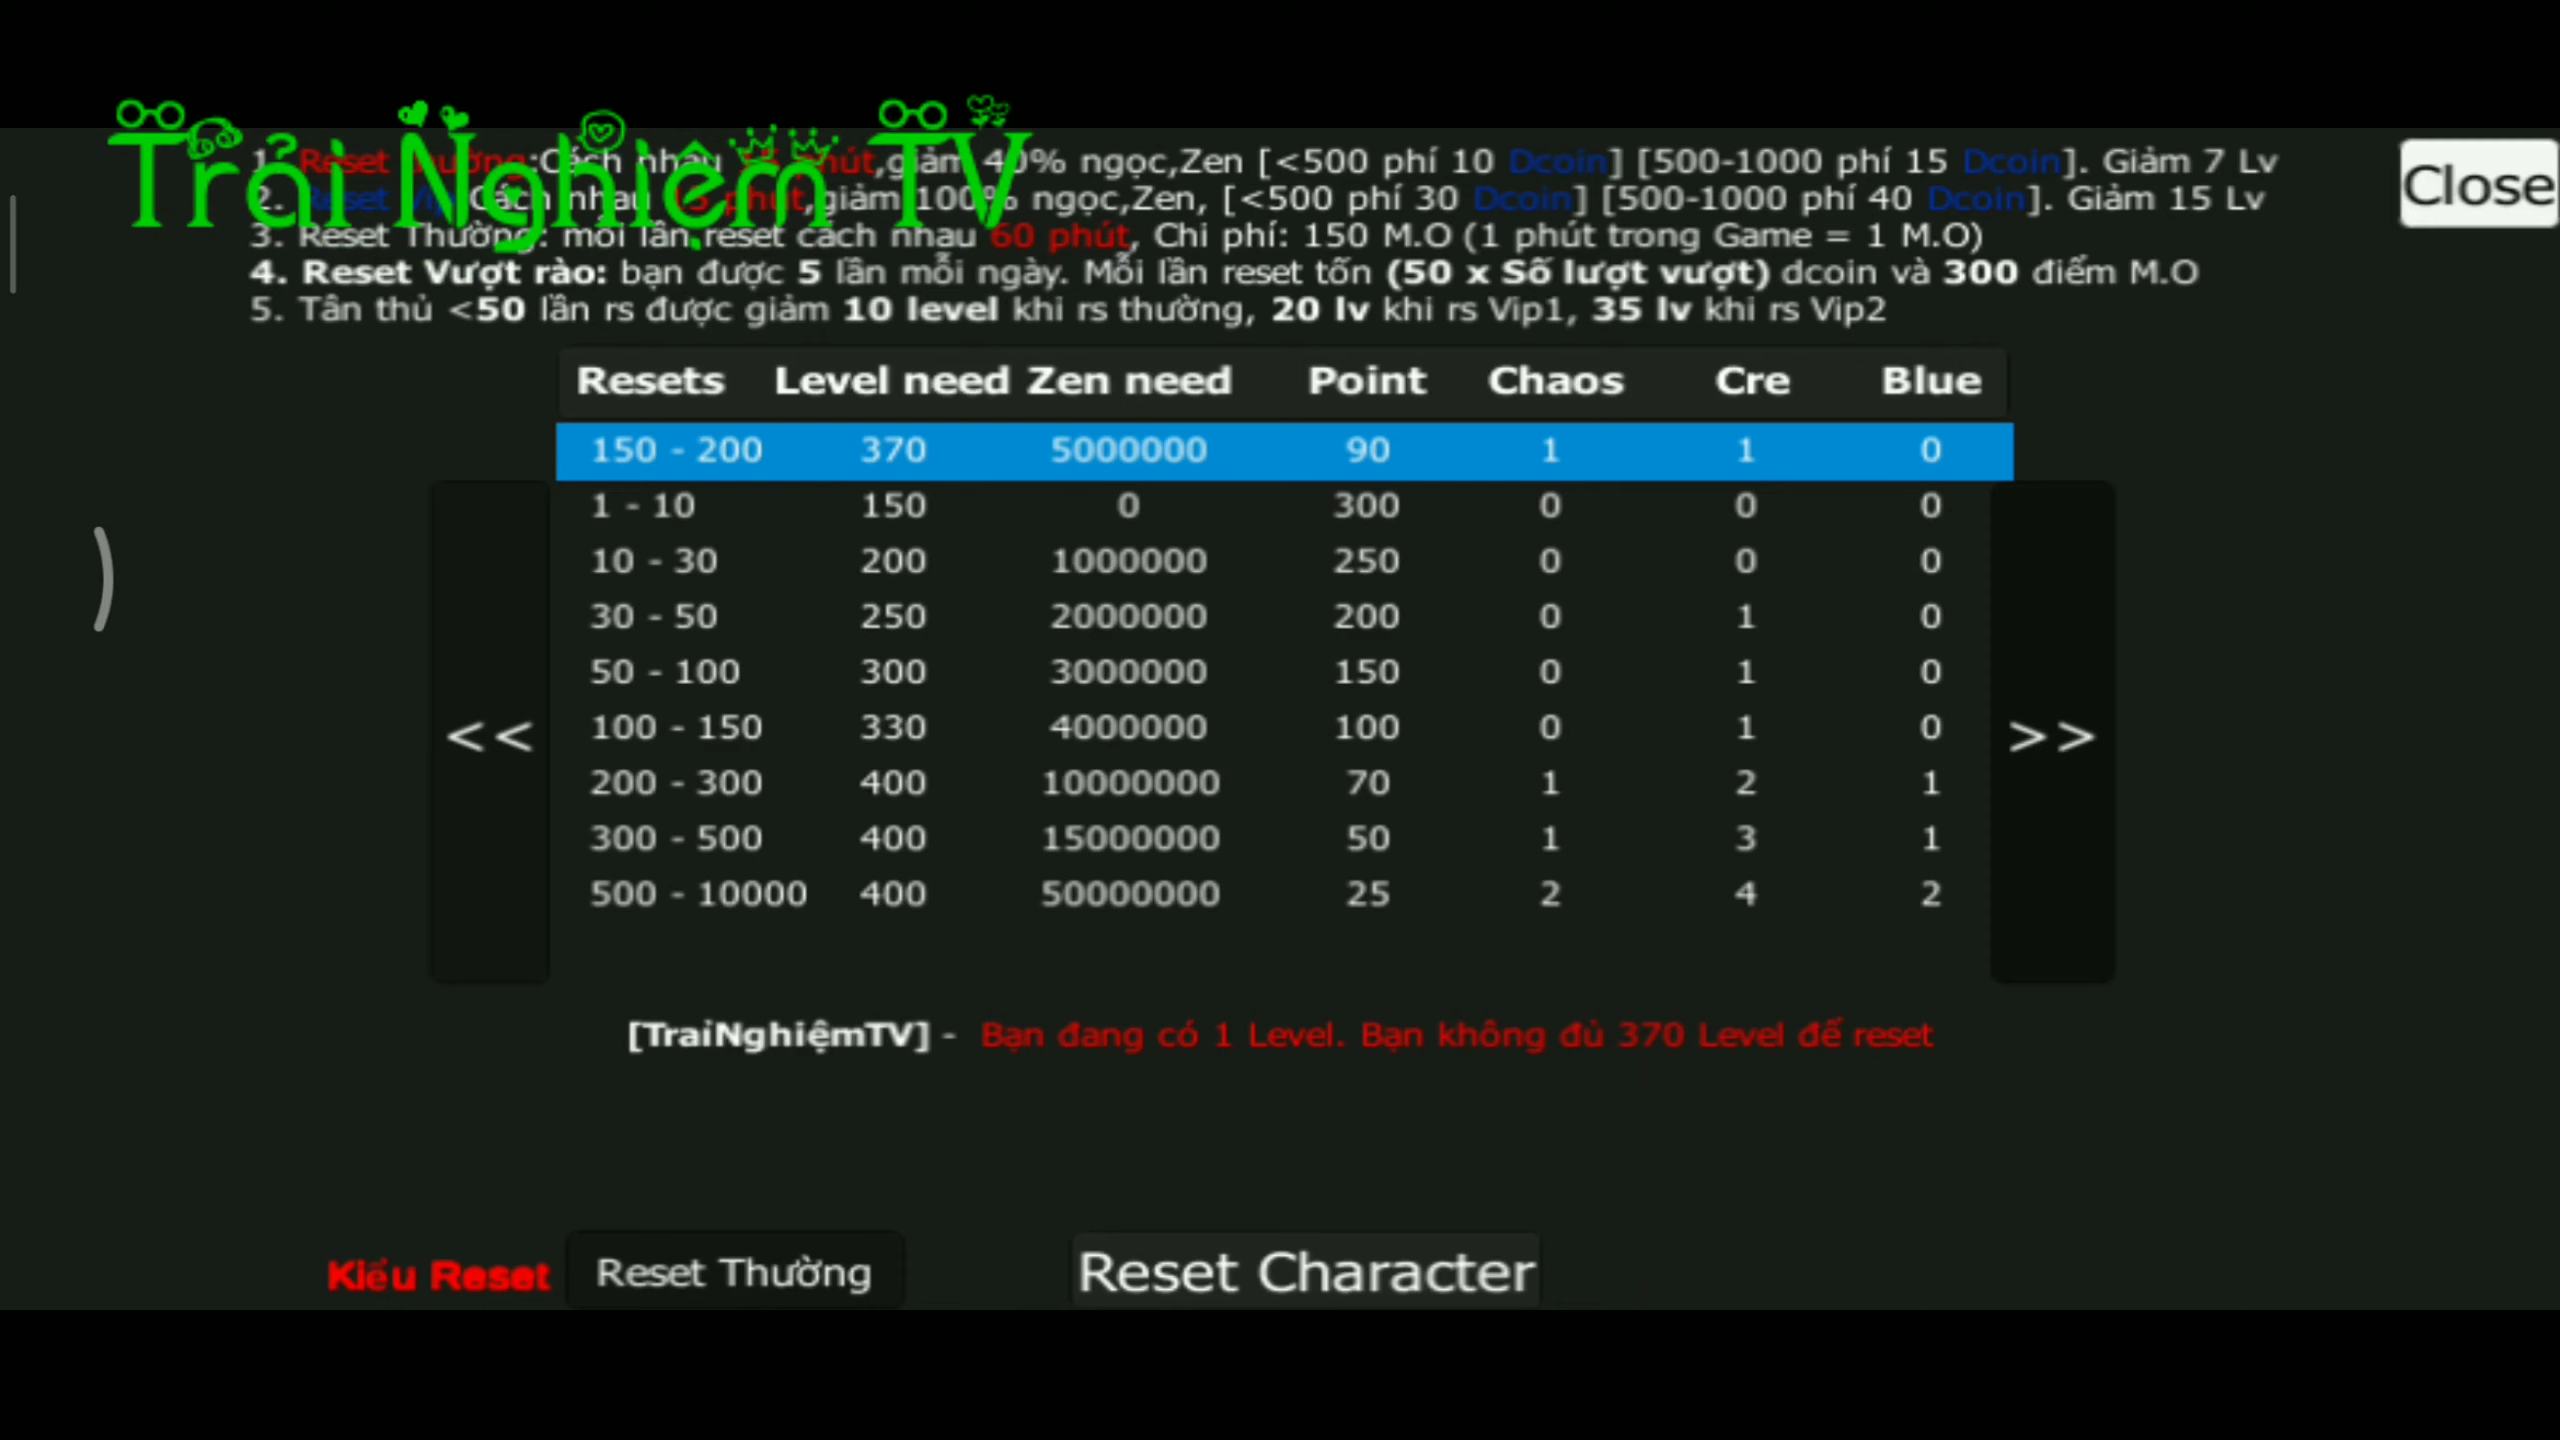 Trải Nghiệm TV
1. Reset Thường:Cách nhau 15 phút,giảm 40% ngọc,Zen [<500 phí 10 Dcoin] [500-1000 phí 15 Dcoin]. Giảm 7 Lv
2. Reset Vip Cách nhau 15 phút,giảm 100% ngọc,Zen, [<500 phí 30 Dcoin] [500-1000 phí 40 Dcoin]. Giảm 15 Lv
3. Reset Thường: mỗi lần reset cách nhau 60 phút, Chi phí: 150 M.O (1 phút trong Game = 1 M.O)
4. Reset Vượt rào: bạn được 5 lần mỗi ngày. Mỗi lần reset tốn (50 x Số lượt vượt) dcoin và 300 điểm M.O
5. Tân thủ <50 lần rs được giảm 10 level khi rs thường, 20 lv khi rs Vip1, 35 lv khi rs Vip2
Close
Resets Level need Zen need Point Chaos Cre Blue
150 - 200 370 5000000 90 1 1 0
1 - 10 150 0 300 0 0 0
10 - 30 200 1000000 250 0 0 0
30 - 50 250 2000000 200 0 1 0
50 - 100 300 3000000 150 0 1 0
100 - 150 330 4000000 100 0 1 0
200 - 300 400 10000000 70 1 2 1
300 - 500 400 15000000 50 1 3 1
500 - 10000 400 50000000 25 2 4 2
<< >>
[TraiNghiệmTV] - Bạn đang có 1 Level. Bạn không đủ 370 Level để reset
Kiểu Reset Reset Thường Reset Character